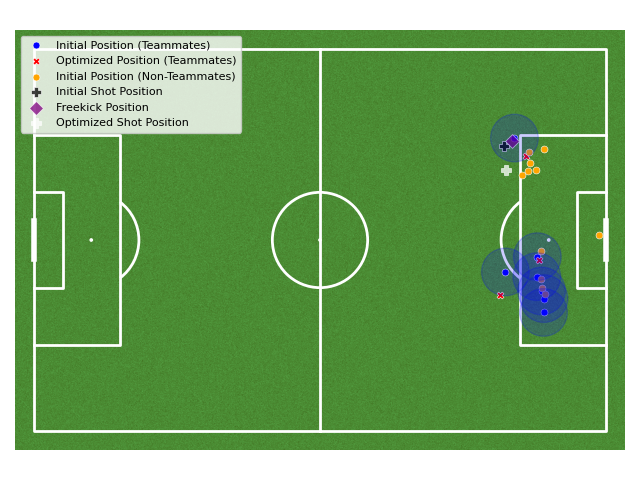 Initial Position (Teammates)
Optimized Position (Teammates)
Initial Position (Non-Teammates)
Initial Shot Position
Freekick Position
Optimized Shot Position